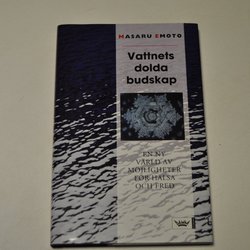 MASARU EMOTO
Vattnets
dolda
budskap
EN NY
VÄRLD AV
MÖJLIGHETER
FÖR HÄLSA
OCH FRED